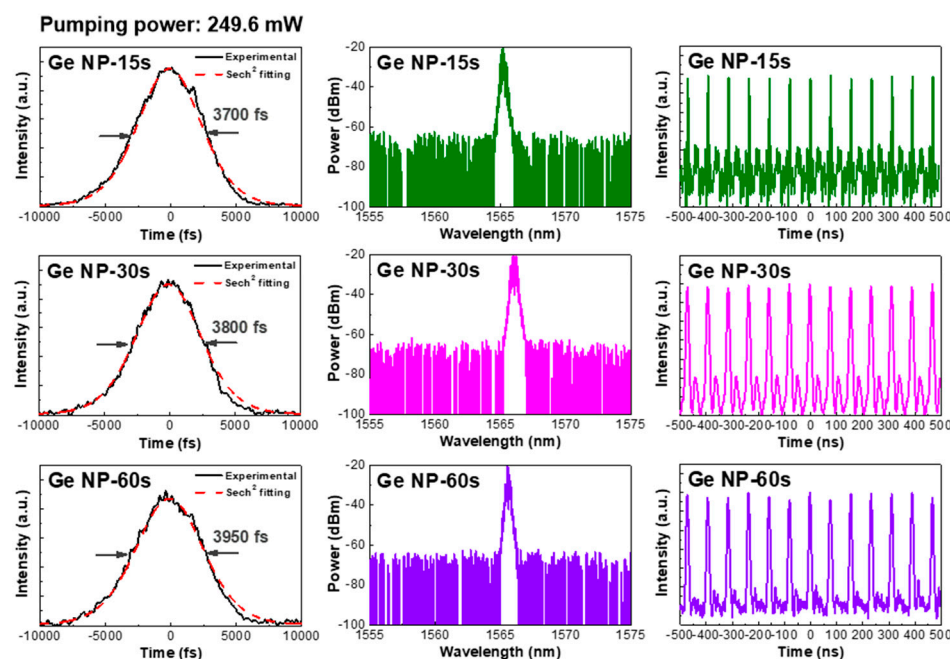 Pumping power: 249.6 mW
Ge NP-15s
Experimental
Sech² fitting
3700 fs
Intensity (a.u.)
-10000 -5000 0 5000 10000
Time (fs)
Ge NP-15s
Power (dBm)
-20
-40
-60
-80
-100
1555 1560 1565 1570 1575
Wavelength (nm)
Ge NP-15s
Intensity (a.u.)
-500-400-300-200-100 0 100 200 300 400 500
Time (ns)
Ge NP-30s
Experimental
Sech² fitting
3800 fs
Intensity (a.u.)
-10000 -5000 0 5000 10000
Time (fs)
Ge NP-30s
Power (dBm)
-20
-40
-60
-80
-100
1555 1560 1565 1570 1575
Wavelength (nm)
Ge NP-30s
Intensity (a.u.)
-500-400-300-200-100 0 100 200 300 400 500
Time (ns)
Ge NP-60s
Experimental
Sech² fitting
3950 fs
Intensity (a.u.)
-10000 -5000 0 5000 10000
Time (fs)
Ge NP-60s
Power (dBm)
-20
-40
-60
-80
-100
1555 1560 1565 1570 1575
Wavelength (nm)
Ge NP-60s
Intensity (a.u.)
-500-400-300-200-100 0 100 200 300 400 500
Time (ns)